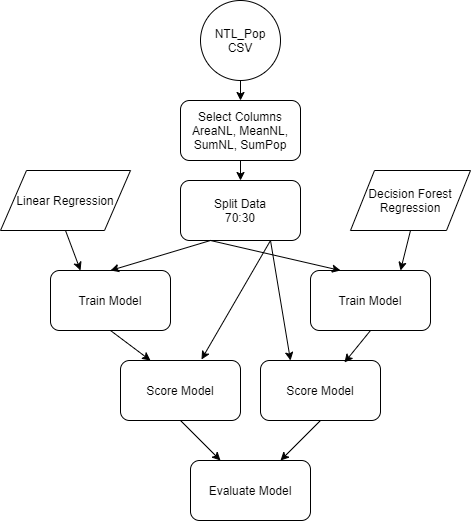 NTL_Pop
CSV
Select Columns
AreaNL, MeanNL,
SumNL, SumPop
Linear Regression
Split Data
70:30
Decision Forest
Regression
Train Model
Train Model
Score Model
Score Model
Evaluate Model